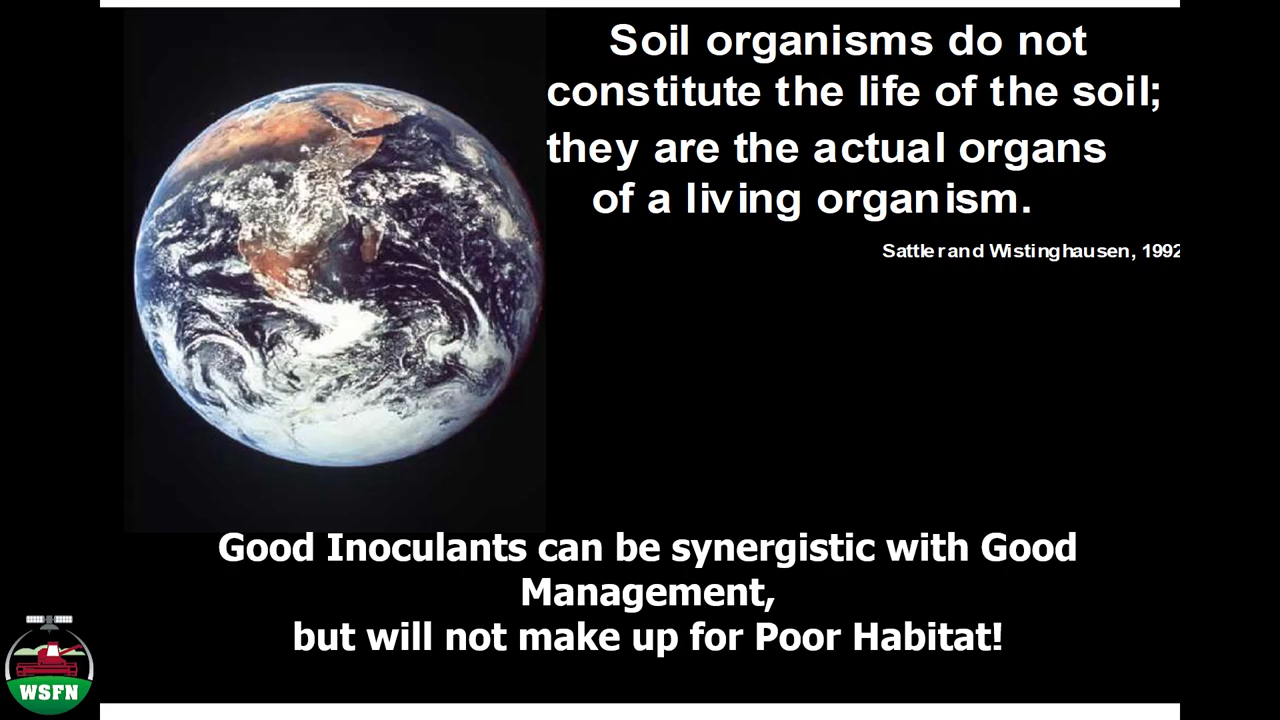 Soil organisms do not
constitute the life of the soil;
they are the actual organs
of a living organism.
Sattler and Wistinghausen, 1992
Good Inoculants can be synergistic with Good
Management,
but will not make up for Poor Habitat!
WSFN